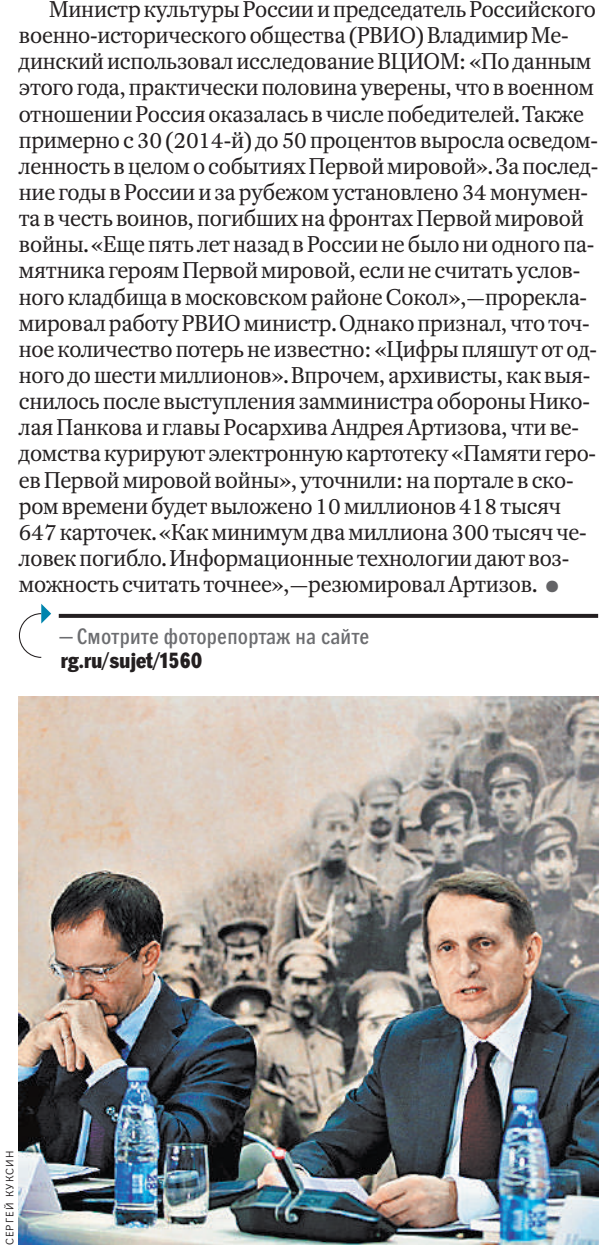 Министр культуры России и председатель Российского
военно-исторического общества (РВИО) Владимир Ме-
динский использовал исследование ВЦИОМ: «По данным
этого года, практически половина уверены, что в военном
отношении Россия оказалась в числе победителей. Также
примерно с 30 (2014-й) до 50 процентов выросла осведом-
ленность в целом о событиях Первой мировой». За послед-
ние годы в России и за рубежом установлено 34 монумен-
та в честь воинов, погибших на фронтах Первой мировой
войны. «Еще пять лет назад в России не было ни одного па-
мятника героям Первой мировой, если не считать услов-
ного кладбища в московском районе Сокол», — прорекла-
мировал работу РВИО министр. Однако признал, что точ-
ное количество потерь не известно: «Цифры пляшут от од-
ного до шести миллионов». Впрочем, архивисты, как выя-
снилось после выступления замминистра обороны Нико-
лая Панкова и главы Росархива Андрея Артизова, чти ве-
домства курируют электронную картотеку «Памяти геро-
ев Первой мировой войны», уточнили: на портале в ско-
ром времени будет выложено 10 миллионов 418 тысяч
647 карточек. «Как минимум два миллиона 300 тысяч че-
ловек погибло. Информационные технологии дают воз-
можность считать точнее», — резюмировал Артизов. ●
— Смотрите фоторепортаж на сайте
rg.ru/sujet/1560
СЕРГЕЙ КУКСИН